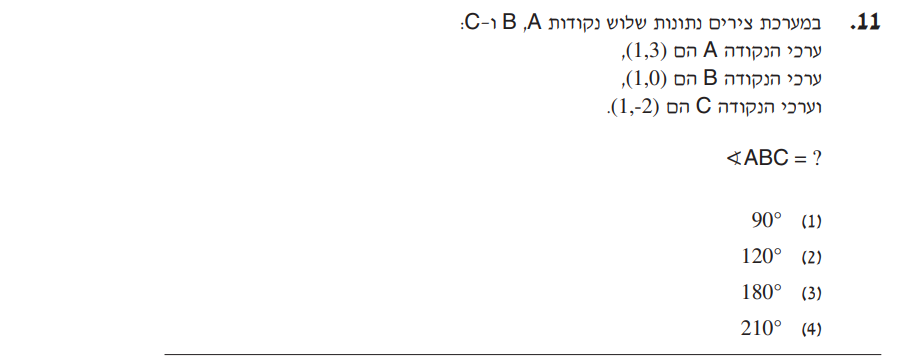 11. במערכת צירים נתונות שלוש נקודות A, B ו-C:
ערכי הנקודה A הם (1,3),
ערכי הנקודה B הם (1,0),
וערכי הנקודה C הם (1,-2).
∢ABC = ?
(1) 90°
(2) 120°
(3) 180°
(4) 210°